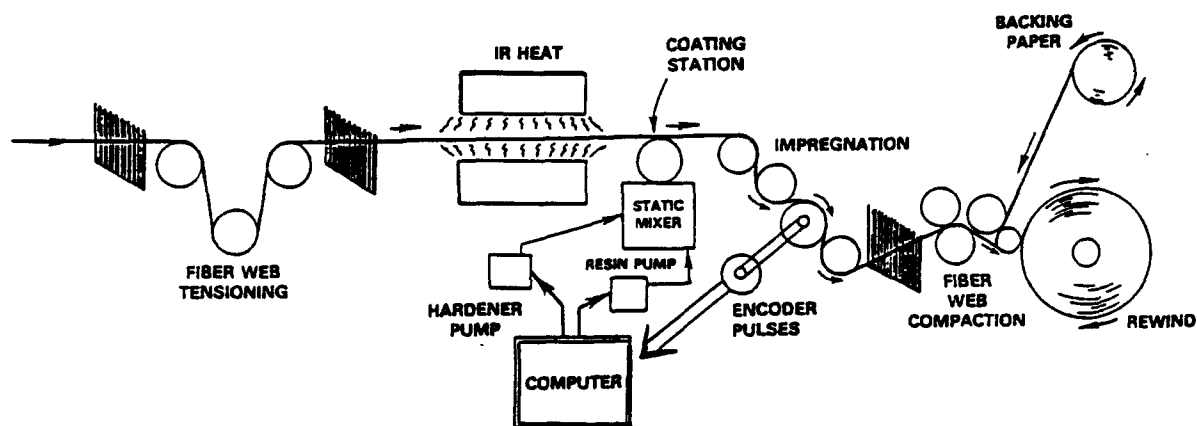 BACKING
PAPER
COATING
STATION
IR HEAT
IMPREGNATION
STATIC
MIXER
FIBER WEB
TENSIONING
RESIN PUMP
HARDENER
PUMP
ENCODER
PULSES
FIBER
WEB
COMPACTION
REWIND
COMPUTER